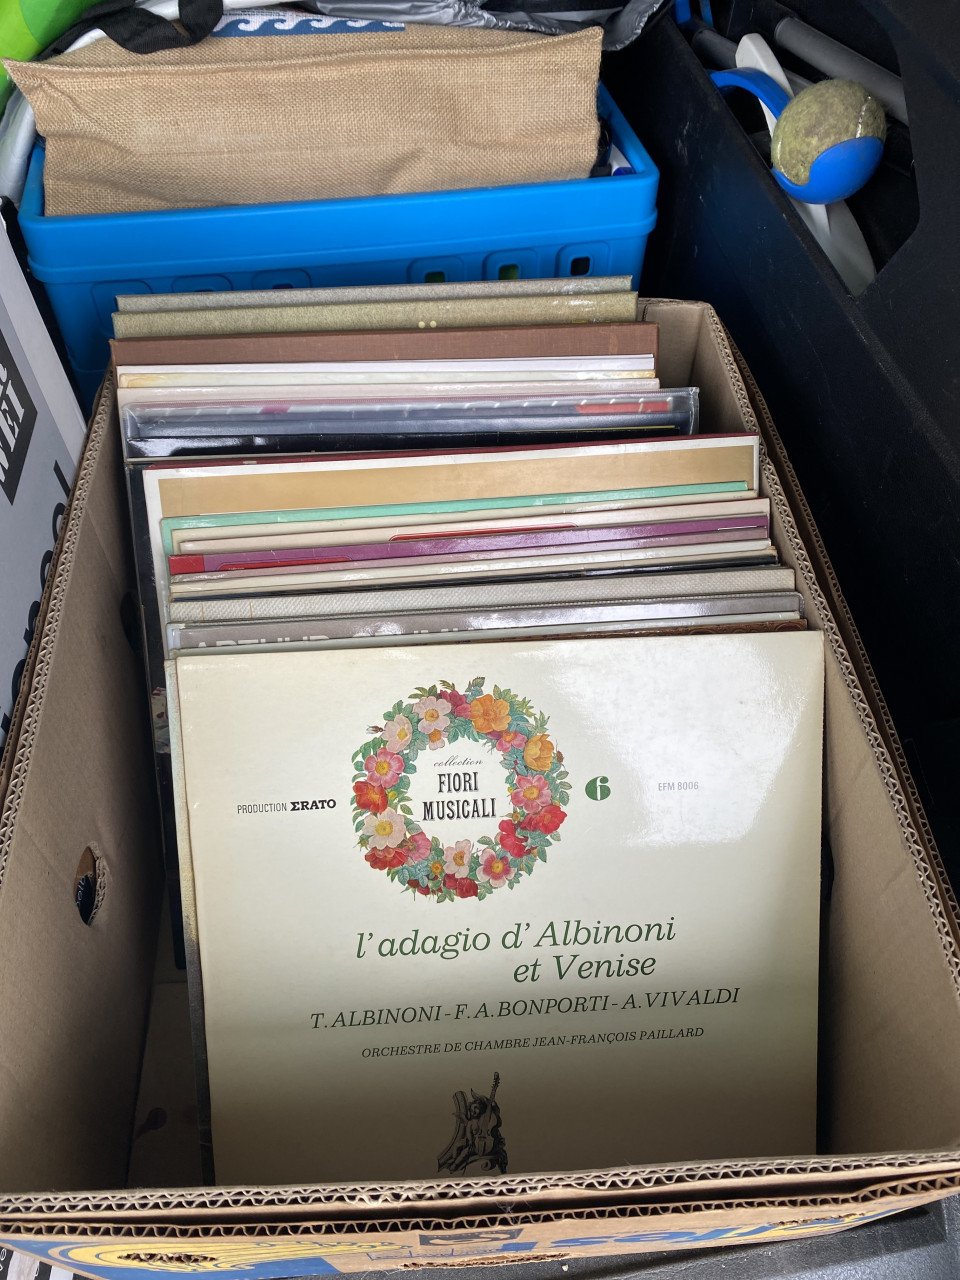 collection
FIORI
MUSICALI
PRODUCTION ΣRATO
6
EFM 8006
l'adagio d'Albinoni
et Venise
T. ALBINONI - F. A. BONPORTI - A. VIVALDI
ORCHESTRE DE CHAMBRE JEAN-FRANÇOIS PAILLARD